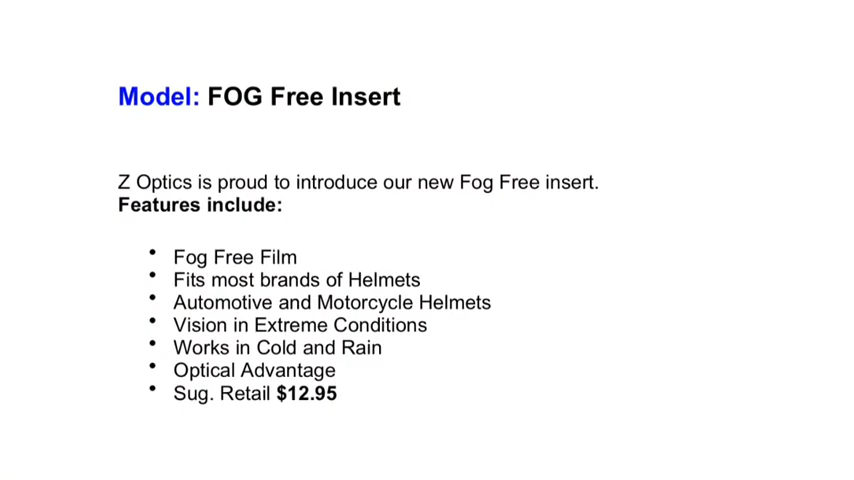 Model: FOG Free Insert
Z Optics is proud to introduce our new Fog Free insert.
Features include:
• Fog Free Film
• Fits most brands of Helmets
• Automotive and Motorcycle Helmets
• Vision in Extreme Conditions
• Works in Cold and Rain
• Optical Advantage
• Sug. Retail $12.95